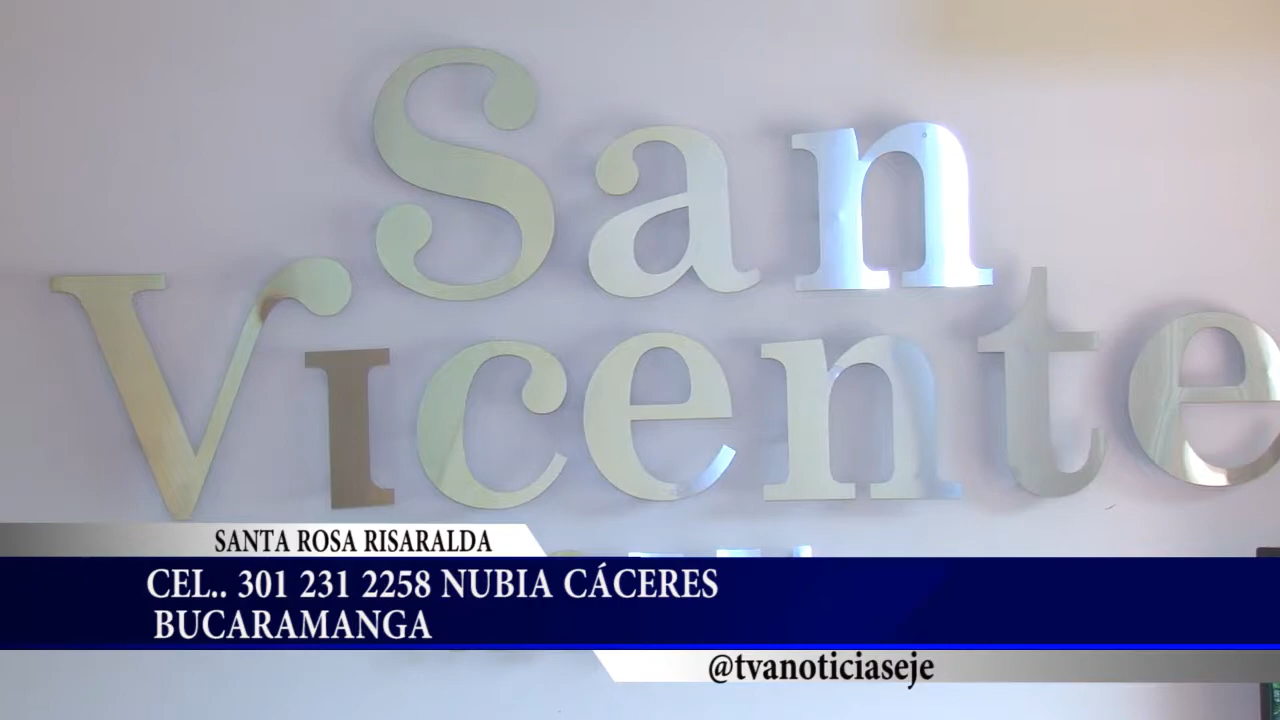 San
Vicente
SANTA ROSA RISARALDA
CEL.. 301 231 2258 NUBIA CÁCERES
BUCARAMANGA
@tvanoticiaseje